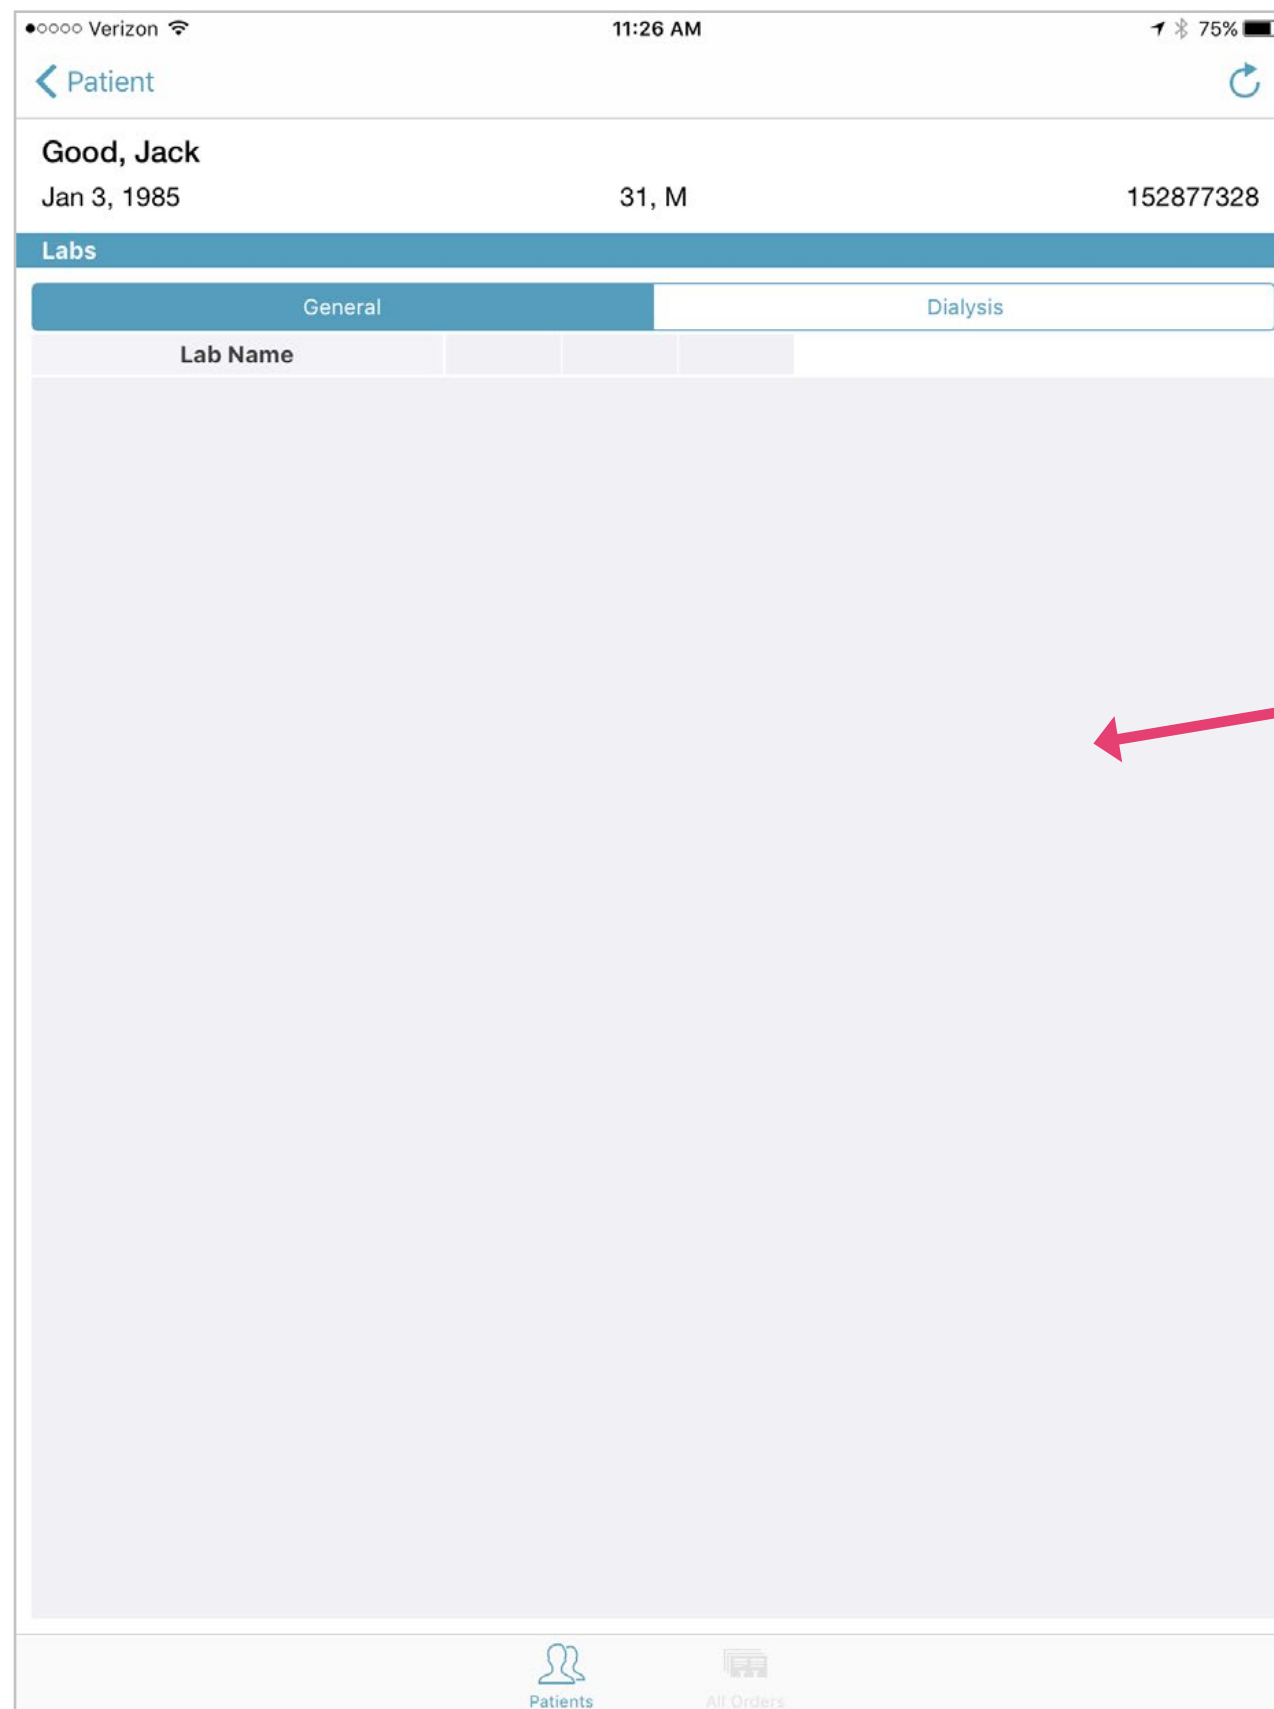 Verizon 11:26 AM 75%
Patient
Good, Jack
Jan 3, 1985 31, M 152877328
Labs
General Dialysis
Lab Name
Patients All Orders